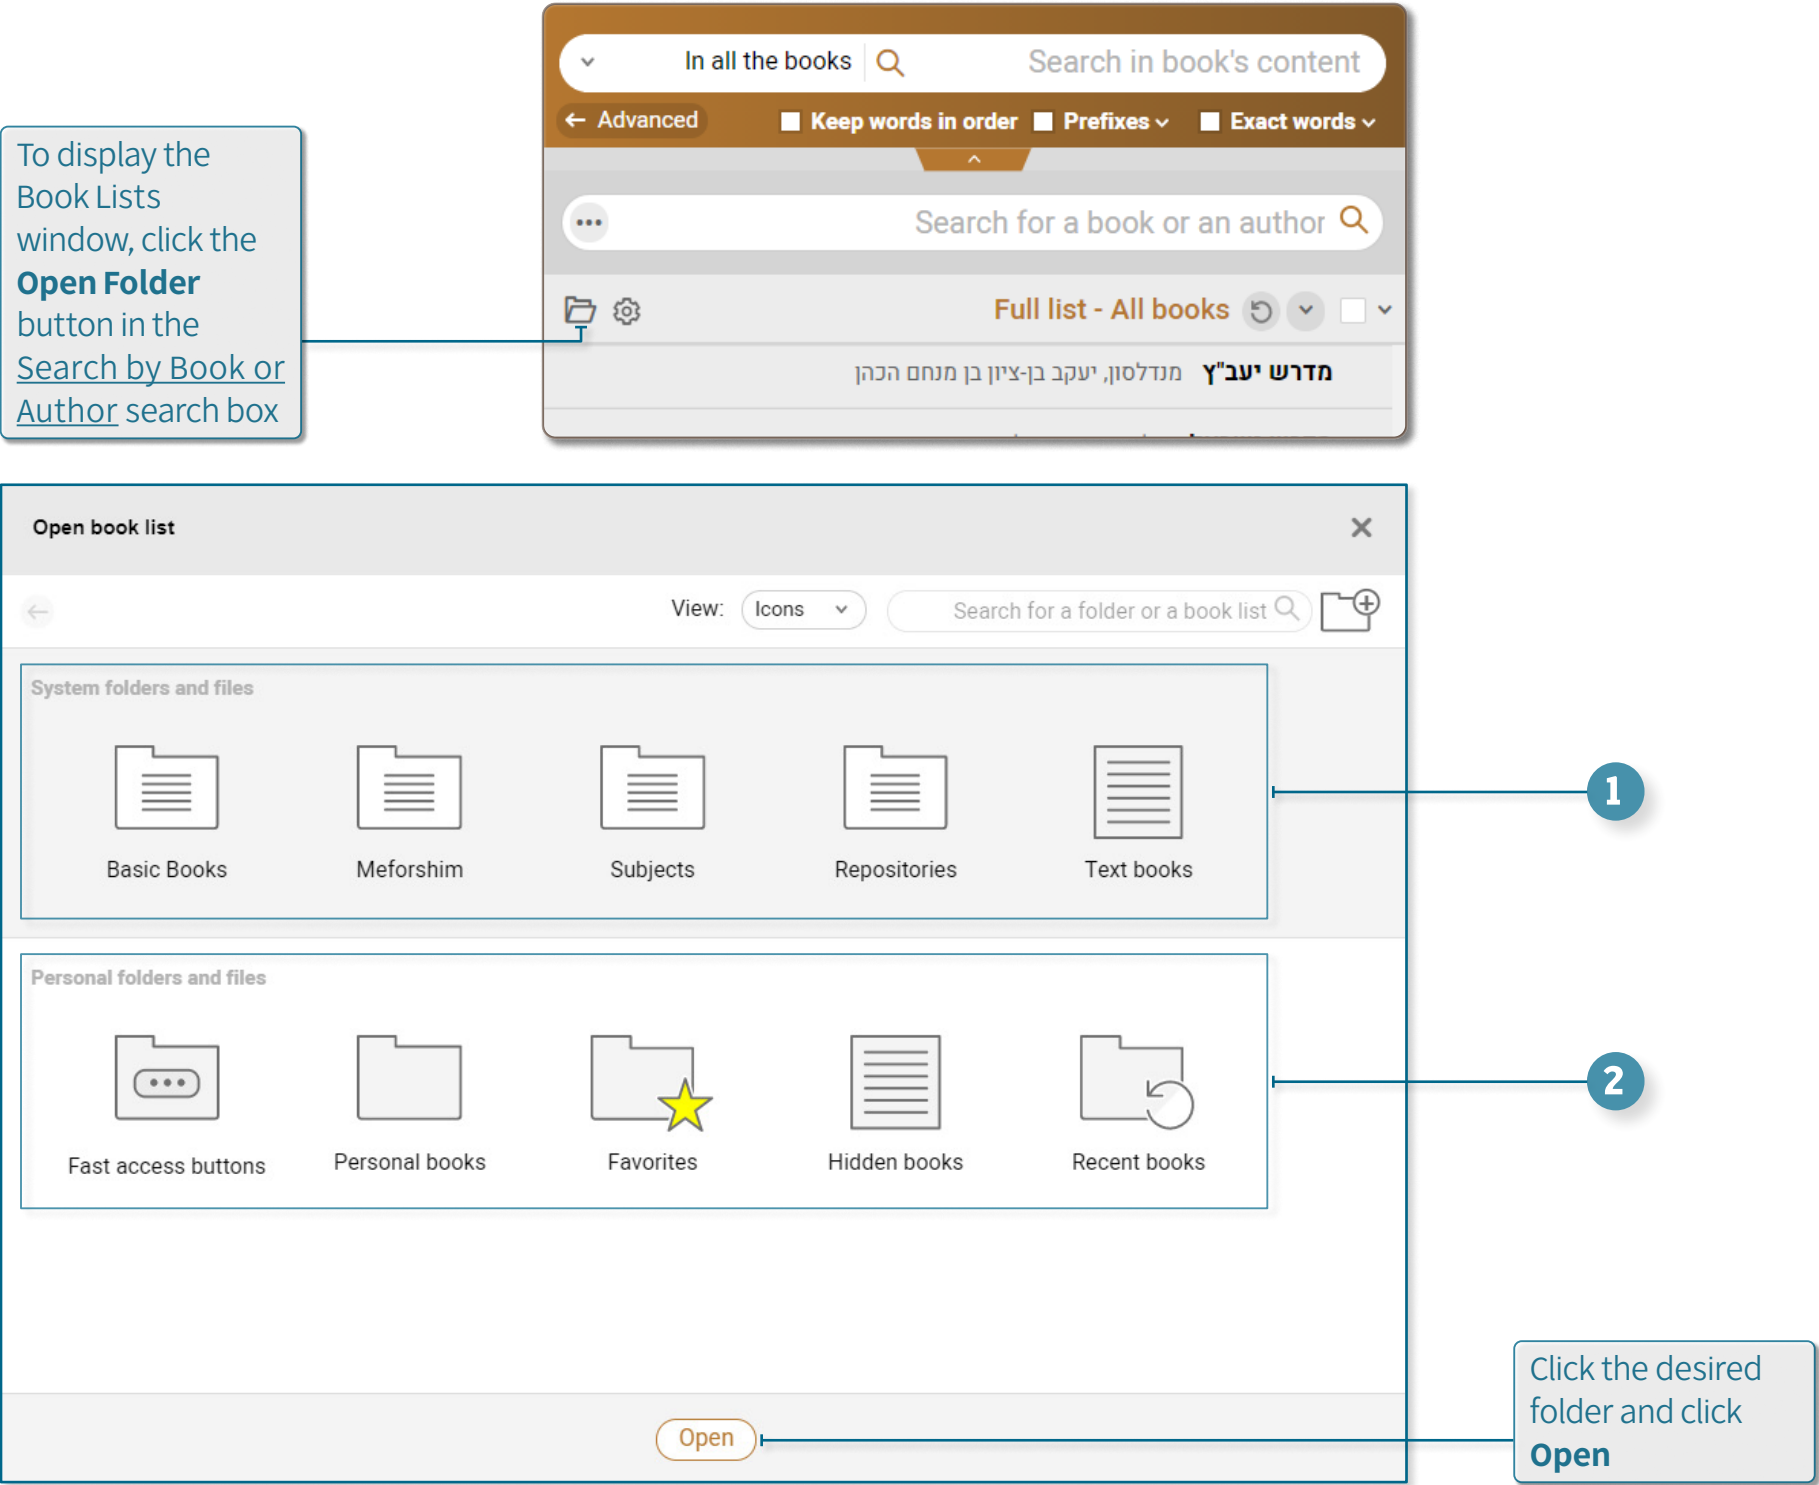 In all the books
Search in book's content
Advanced
Keep words in order
Prefixes
Exact words
To display the
Book Lists
window, click the
Open Folder
button in the
Search by Book or
Author search box
Search for a book or an author
Full list - All books
מדרש יעב"ץ מנדלסון, יעקב בן-ציון בן מנחם הכהן
Open book list
View:
Icons
Search for a folder or a book list
System folders and files
Basic Books
Meforshim
Subjects
Repositories
Text books
1
Personal folders and files
Fast access buttons
Personal books
Favorites
Hidden books
Recent books
2
Open
Click the desired
folder and click
Open